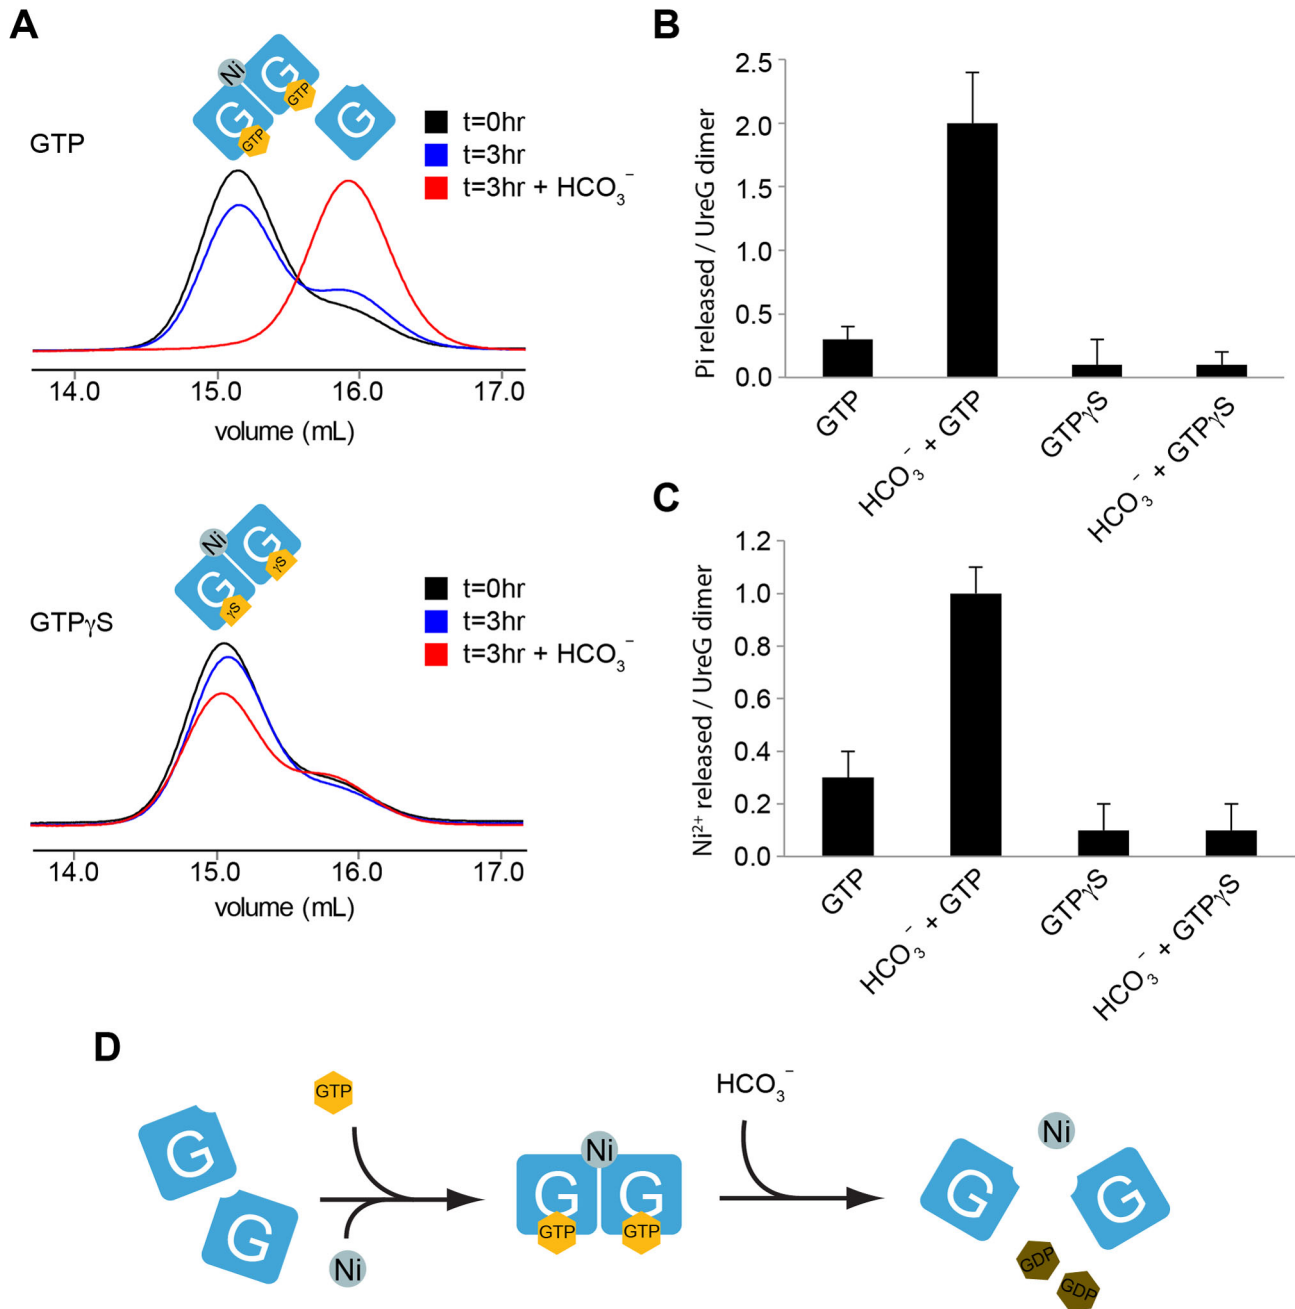 A
Ni
G
G
GTP
GTP
G
GTP
t=0hr
t=3hr
t=3hr + HCO₃⁻
14.0 15.0 16.0 17.0
volume (mL)
Ni
G
G
γS
γS
GTPγS
t=0hr
t=3hr
t=3hr + HCO₃⁻
14.0 15.0 16.0 17.0
volume (mL)
B
Pi released / UreG dimer
2.5
2.0
1.5
1.0
0.5
0.0
GTP
HCO₃⁻ + GTP
GTPγS
HCO₃⁻ + GTPγS
C
Ni²⁺ released / UreG dimer
1.2
1.0
0.8
0.6
0.4
0.2
0.0
GTP
HCO₃⁻ + GTP
GTPγS
HCO₃⁻ + GTPγS
D
G
G
GTP
Ni
Ni
G
G
GTP
GTP
HCO₃⁻
Ni
G
G
GDP
GDP